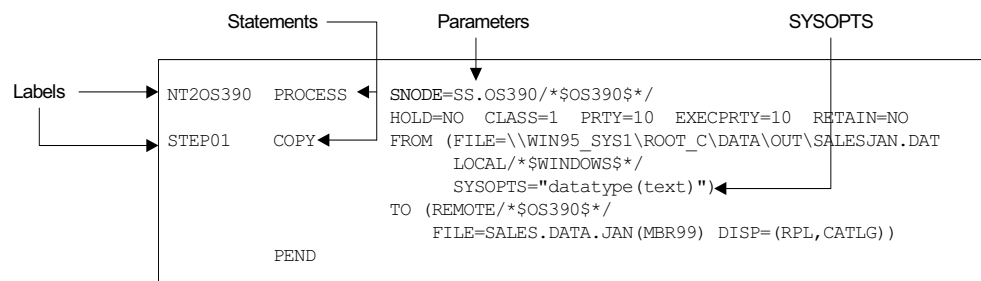 Statements Parameters SYSOPTS
Labels
NT2OS390 PROCESS SNODE=SS.OS390/*$OS390$*/
HOLD=NO CLASS=1 PRTY=10 EXECPRTY=10 RETAIN=NO
STEP01 COPY FROM (FILE=\\WIN95_SYS1\ROOT_C\DATA\OUT\SALESJAN.DAT
LOCAL/*$WINDOWS$*/
SYSOPTS="datatype(text)")
TO (REMOTE/*$OS390$*/
FILE=SALES.DATA.JAN(MBR99) DISP=(RPL,CATLG))
PEND